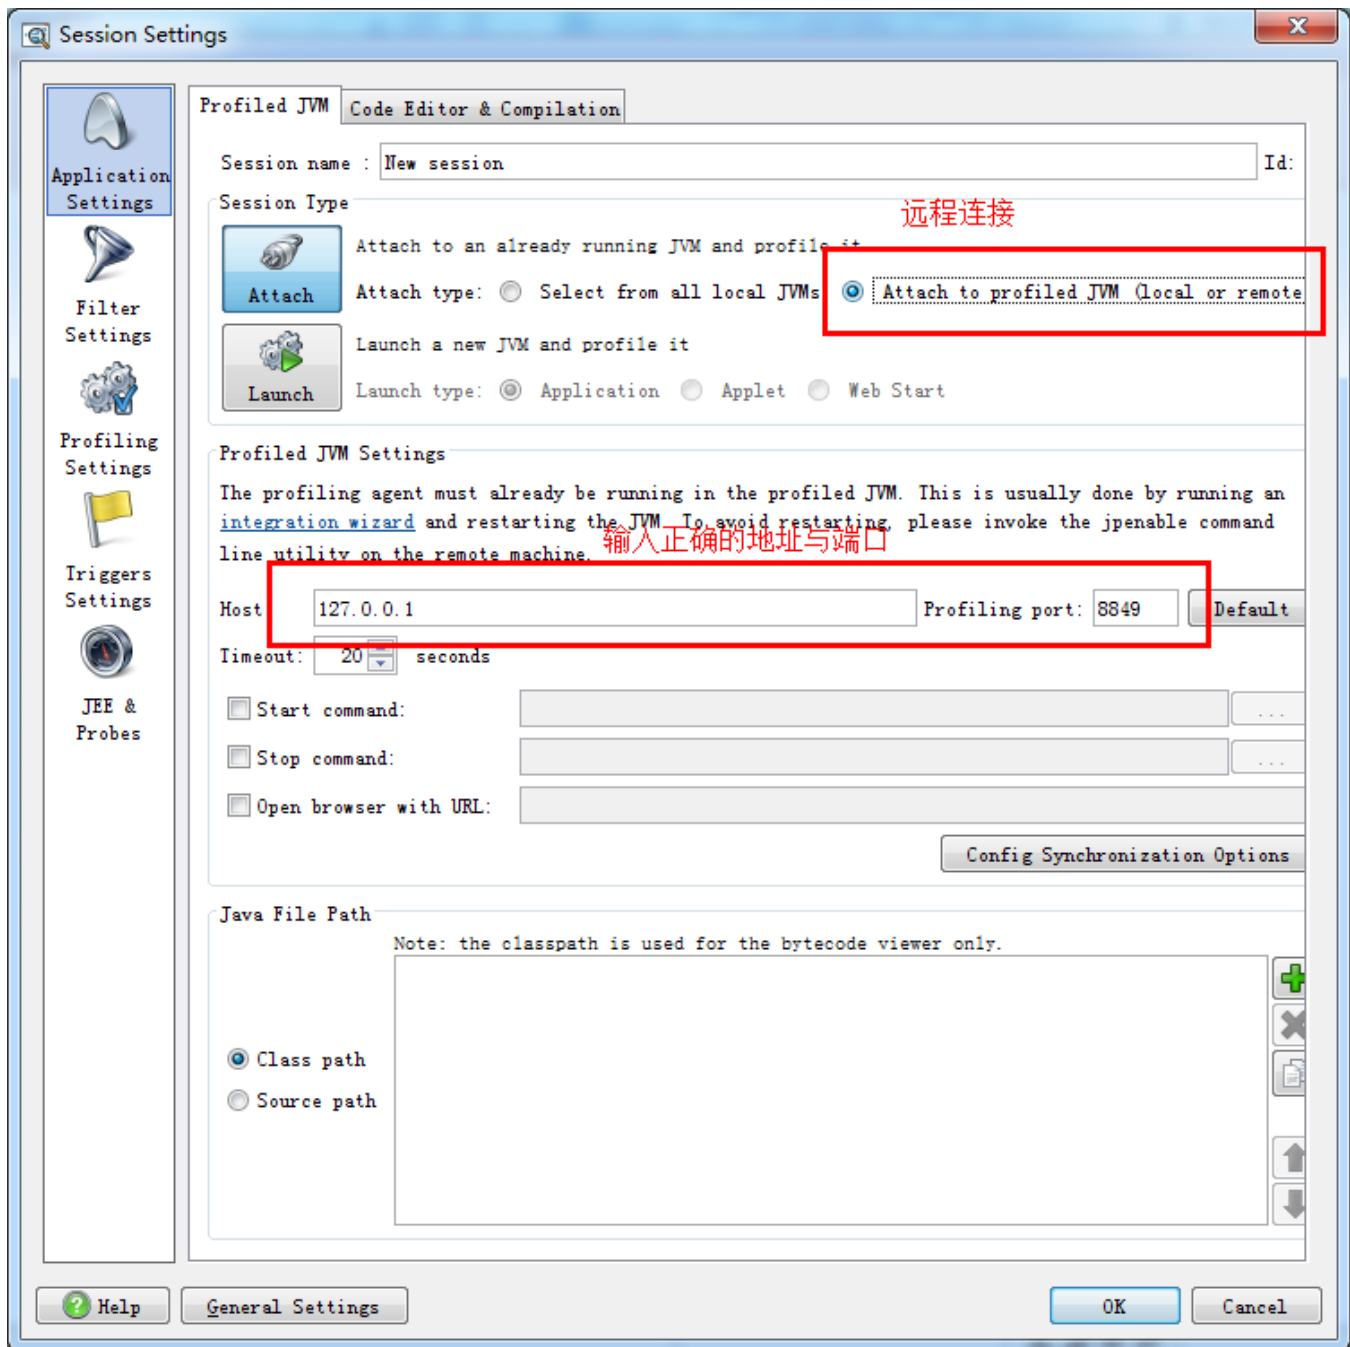 Session Settings
Application
Settings
Filter
Settings
Profiling
Settings
Triggers
Settings
JEE &
Probes
Profiled JVM
Code Editor & Compilation
Session name : New session Id:
Session Type
远程连接
Attach
Attach to an already running JVM and profile it
Attach type: Select from all local JVMs Attach to profiled JVM (local or remote
Launch
Launch a new JVM and profile it
Launch type: Application Applet Web Start
Profiled JVM Settings
The profiling agent must already be running in the profiled JVM. This is usually done by running an
integration wizard and restarting the JVM. To avoid restarting, please invoke the jpenable command
line utility on the remote machine.
输入正确的地址与端口
Host 127.0.0.1 Profiling port: 8849 Default
Timeout: 20 seconds
Start command: ...
Stop command: ...
Open browser with URL:
Config Synchronization Options
Java File Path
Note: the classpath is used for the bytecode viewer only.
Class path
Source path
Help General Settings OK Cancel